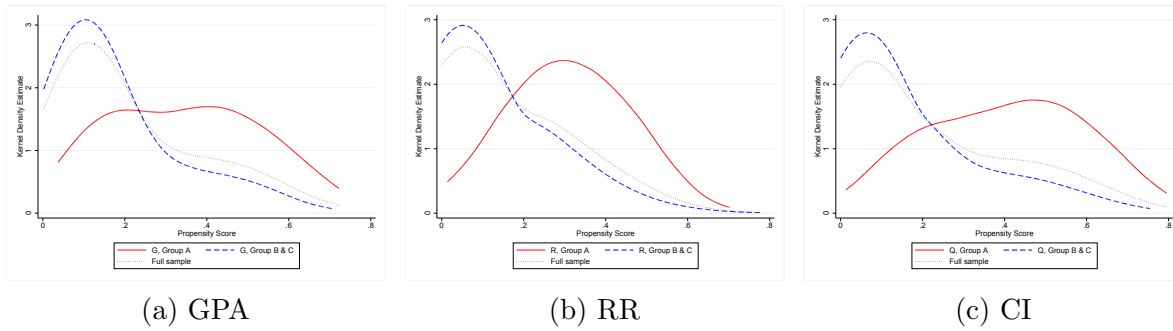 Kernel Density Estimate
3
2
1
0
0 .2 .4 .6 .8
Propensity Score
G, Group A G, Group B & C
Full sample
(a) GPA
Kernel Density Estimate
3
2
1
0
0 .2 .4 .6 .8
Propensity Score
R, Group A R, Group B & C
Full sample
(b) RR
Kernel Density Estimate
3
2
1
0
0 .2 .4 .6 .8
Propensity Score
Q, Group A Q, Group B & C
Full sample
(c) CI